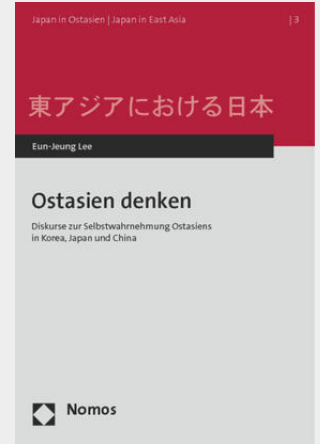 Japan in Ostasien | Japan in East Asia | 3
東アジアにおける日本
Eun-Jeung Lee
Ostasien denken
Diskurse zur Selbstwahrnehmung Ostasiens
in Korea, Japan und China
Nomos